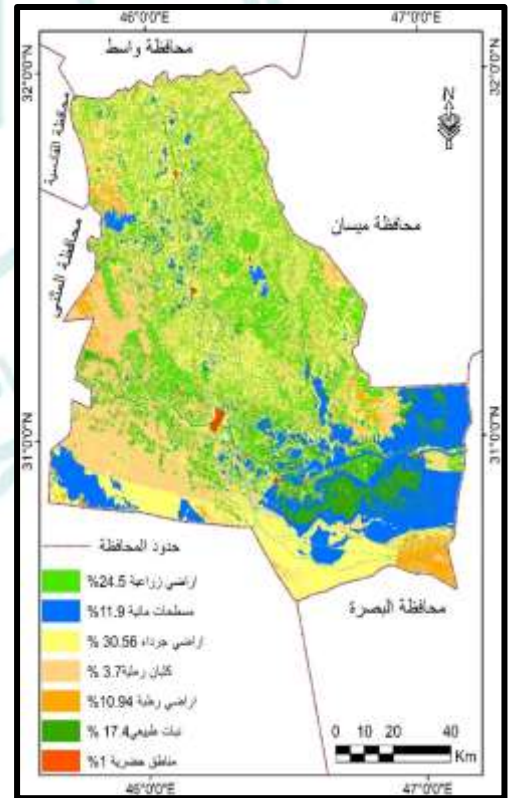 46°0'0"E 47°0'0"E
محافظة واسط
32°0'0"N 32°0'0"N
محافظة القادسية
N
محافظة ميسان
محافظة المثنى
31°0'0"N 31°0'0"N
حدود المحافظة
اراضي زراعية 24.5%
محافظة البصرة
مسطحات مائية 11.9%
اراضي جرداء 30.56 %
كثبان رملية 3.7 %
اراضي رطبة 10.94%
نبات طبيعي 17.4 %
0 10 20 40
Km
مناطق حضرية 1%
46°0'0"E 47°0'0"E